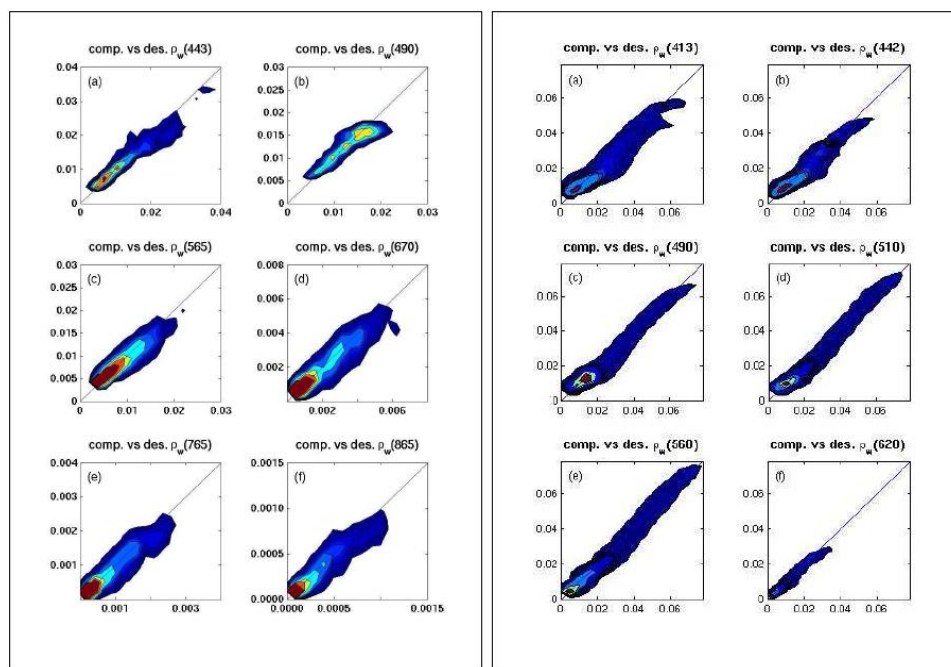 comp. vs des. ρw(443)
(a)
0.04
0.03
0.02
0.01
0
0 0.02 0.04
comp. vs des. ρw(490)
(b)
0.03
0.025
0.02
0.015
0.01
0.005
0
0 0.01 0.02 0.03
comp. vs des. ρw(565)
(c)
0.03
0.025
0.02
0.015
0.01
0.005
0
0 0.01 0.02 0.03
comp. vs des. ρw(670)
(d)
0.008
0.006
0.004
0.002
0.002 0.006
comp. vs des. ρw(765)
(e)
0.004
0.003
0.002
0.001
0.001 0.003
comp. vs des. ρw(865)
(f)
0.0015
0.0010
0.0005
0.0000
0.0000 0.0005 0.0015
comp. vs des. ρw(413)
(a)
0.06
0.04
0.02
0
0 0.02 0.04 0.06
comp. vs des. ρw(442)
(b)
0.06
0.04
0.02
0
0 0.02 0.04 0.06
comp. vs des. ρw(490)
(c)
0.06
0.04
0.02
0
0 0.02 0.04 0.06
comp. vs des. ρw(510)
(d)
0.06
0.04
0.02
0
0 0.02 0.04 0.06
comp. vs des. ρw(560)
(e)
0.06
0.04
0.02
0
0 0.02 0.04 0.06
comp. vs des. ρw(620)
(f)
0.06
0.04
0.02
0
0 0.02 0.04 0.06